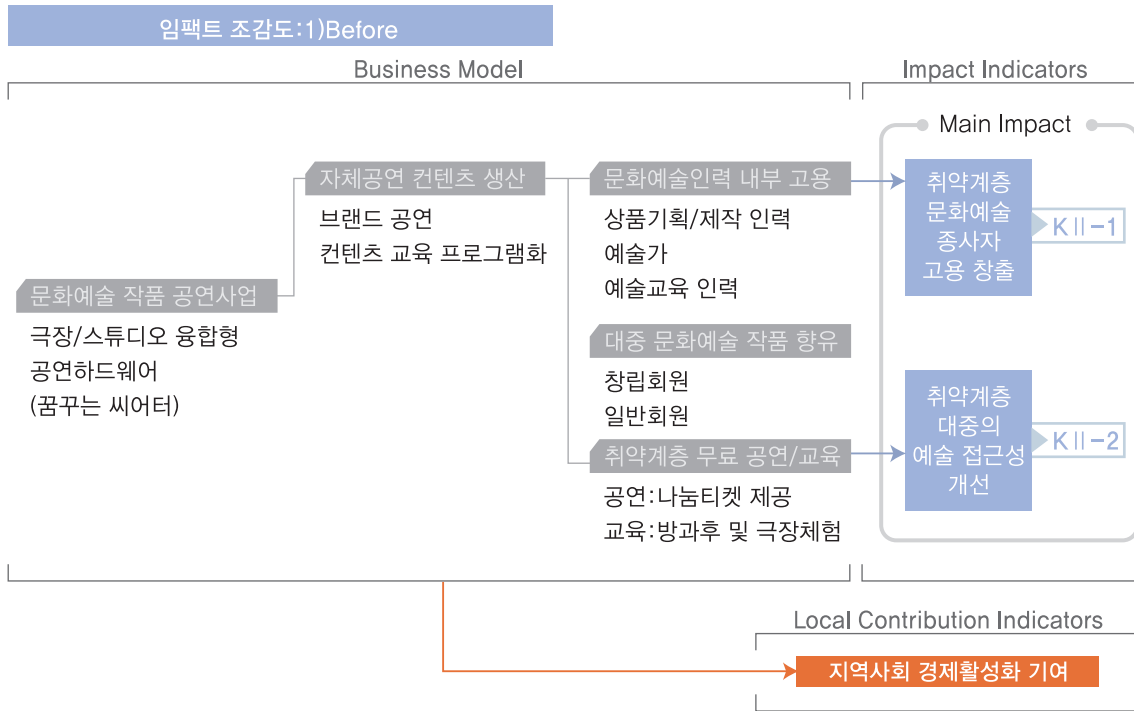 임팩트 조감도:1)Before
Business Model
Impact Indicators
Main Impact
문화예술 작품 공연사업
극장/스튜디오 융합형
공연하드웨어
(꿈꾸는 씨어터)
자체공연 컨텐츠 생산
브랜드 공연
컨텐츠 교육 프로그램화
문화예술인력 내부 고용
상품기획/제작 인력
예술가
예술교육 인력
대중 문화예술 작품 향유
창립회원
일반회원
취약계층 무료 공연/교육
공연:나눔티켓 제공
교육:방과후 및 극장체험
취약계층
문화예술
종사자
고용 창출
KⅡ-1
취약계층
대중의
예술 접근성
개선
KⅡ-2
Local Contribution Indicators
지역사회 경제활성화 기여